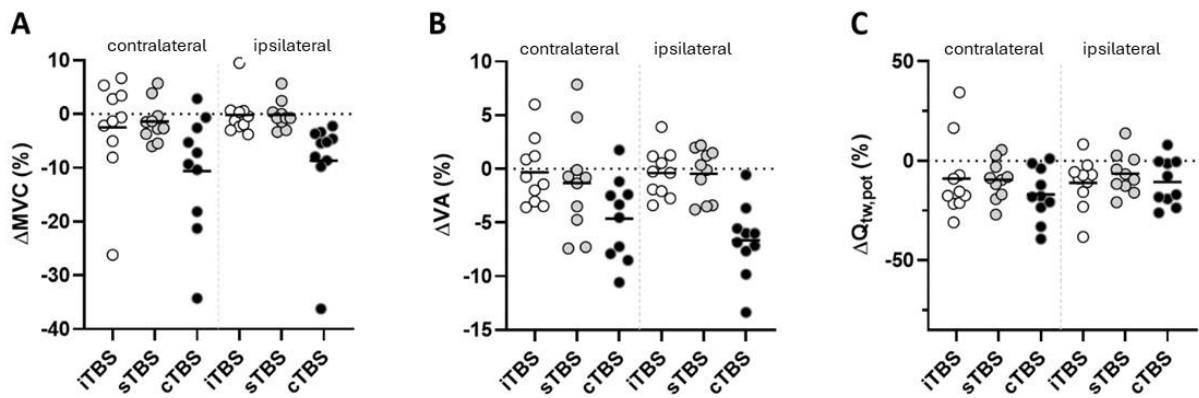 A
contralateral ipsilateral
ΔMVC (%)
10
0
-10
-20
-30
-40
iTBS sTBS cTBS iTBS sTBS cTBS
B
contralateral ipsilateral
ΔVA (%)
10
5
0
-5
-10
-15
iTBS sTBS cTBS iTBS sTBS cTBS
C
contralateral ipsilateral
ΔQtw,pot (%)
50
0
-50
iTBS sTBS cTBS iTBS sTBS cTBS